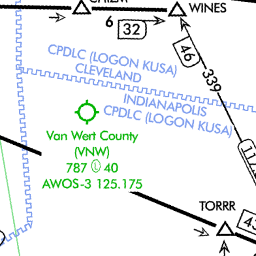 WINES
6
32
46
339
CPDLC (LOGON KUSA)
CLEVELAND
INDIANAPOLIS
CPDLC (LOGON KUSA)
Van Wert County
(VNW)
787 40
AWOS-3 125.175
TORRR